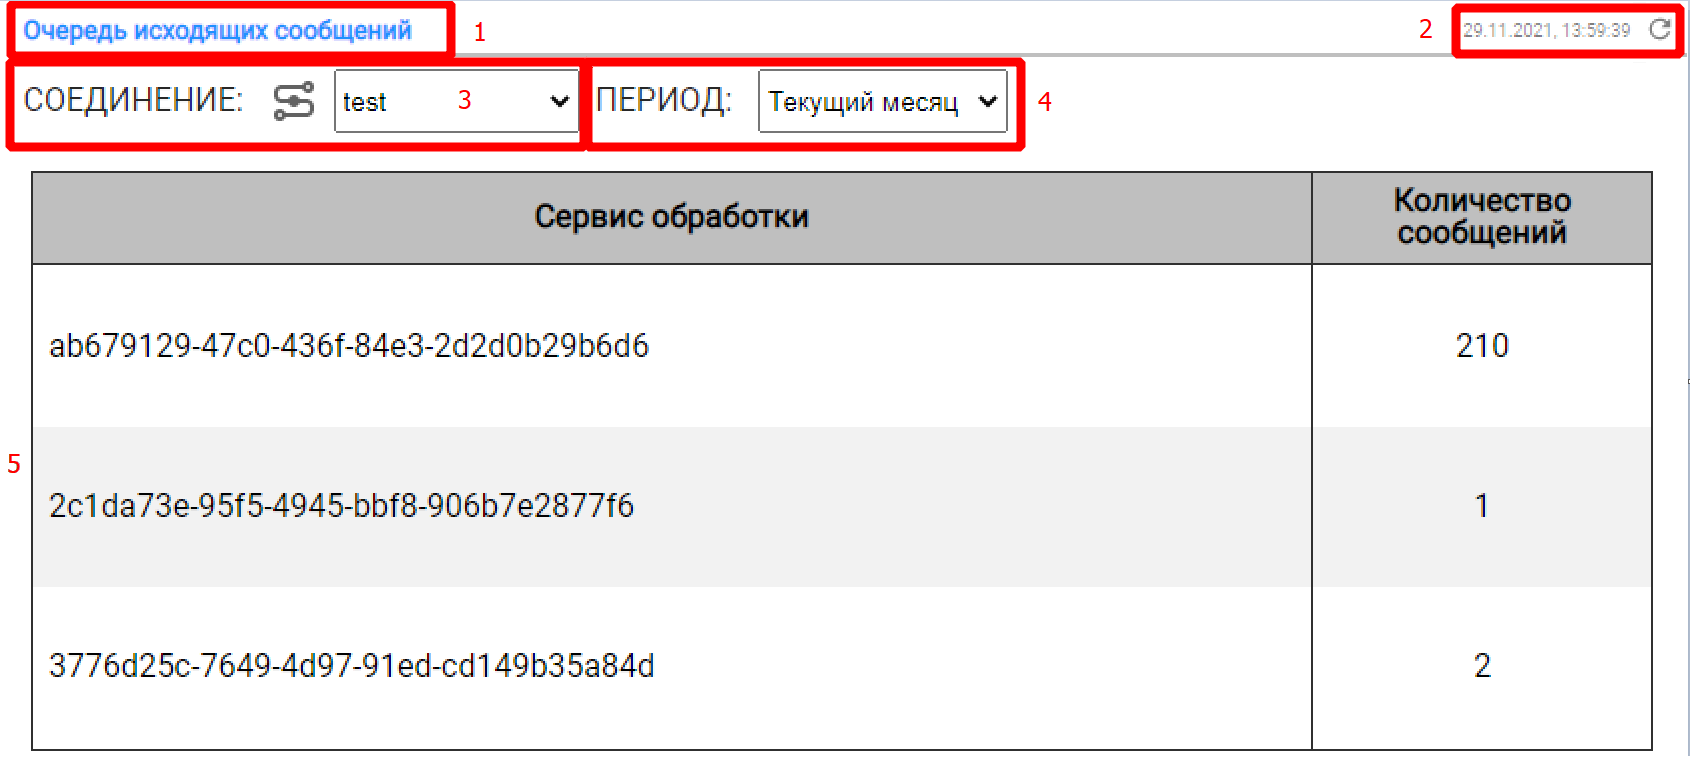 Очередь исходящих сообщений 1 2 29.11.2021, 13:59:39
СОЕДИНЕНИЕ: test 3 ПЕРИОД: Текущий месяц 4
Сервис обработки Количество
сообщений
ab679129-47c0-436f-84e3-2d2d0b29b6d6 210
5
2c1da73e-95f5-4945-bbf8-906b7e2877f6 1
3776d25c-7649-4d97-91ed-cd149b35a84d 2